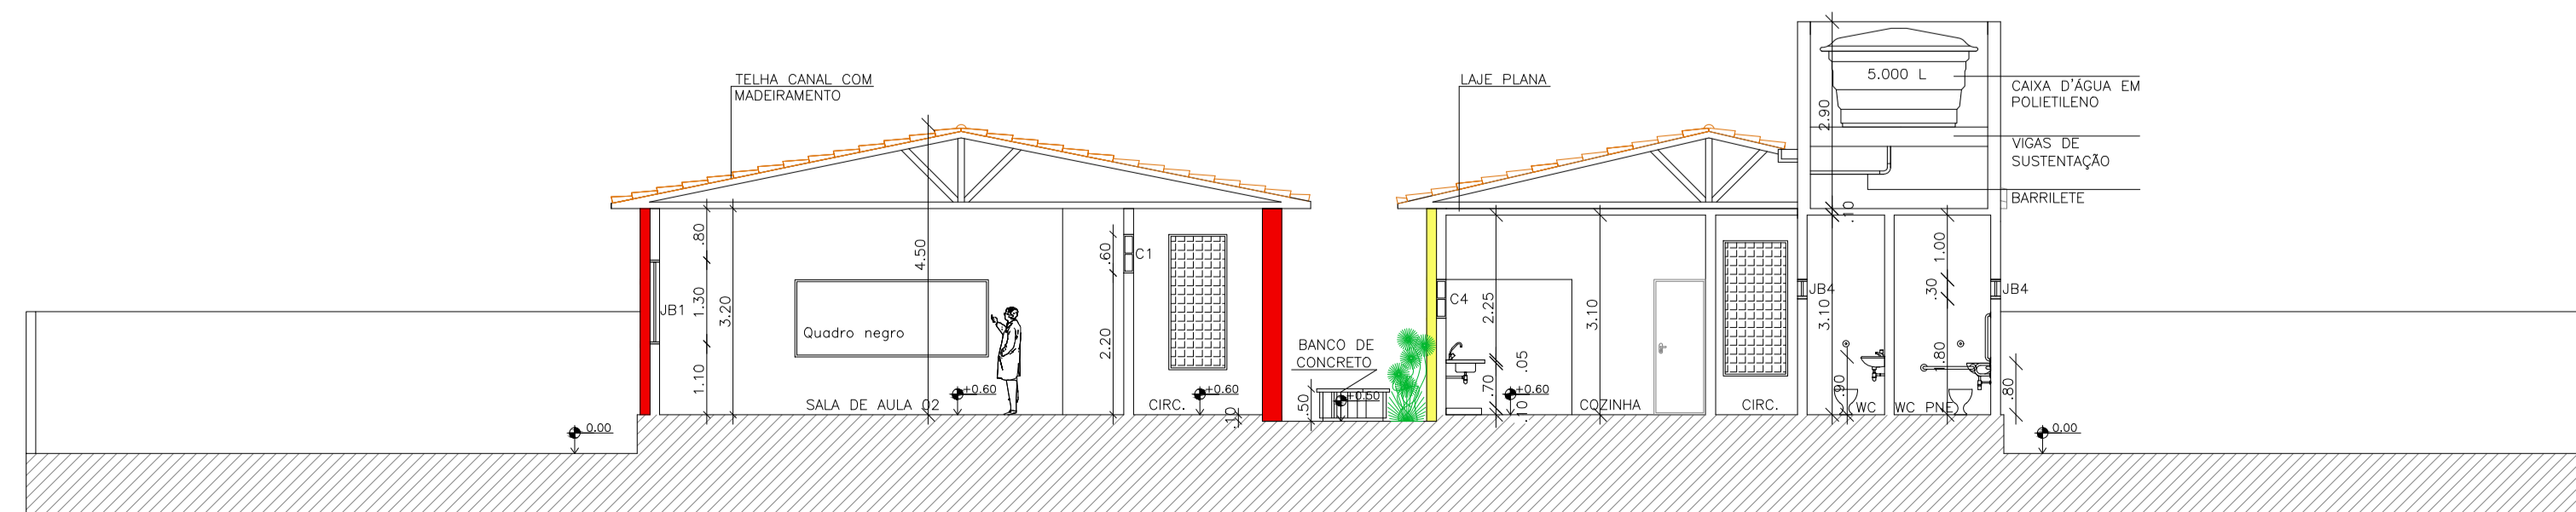 TELHA CANAL COM
MADEIRAMENTO
LAJE PLANA
5.000 L
CAIXA D'ÁGUA EM
POLIETILENO
VIGAS DE
SUSTENTAÇÃO
BARRILETE
2.90
.10
.80
1.30
1.10
3.20
JB1
4.50
Quadro negro
SALA DE AULA 02
+0.60
.60
2.20
C1
CIRC.
+0.60
.10
BANCO DE
CONCRETO
.50
+0.50
C4
2.25
.05
.70
.10
+0.60
3.10
COZINHA
CIRC.
JB4
3.10
.90
WC
WC PNE
1.00
.30
1.80
JB4
.80
0.00
0.00